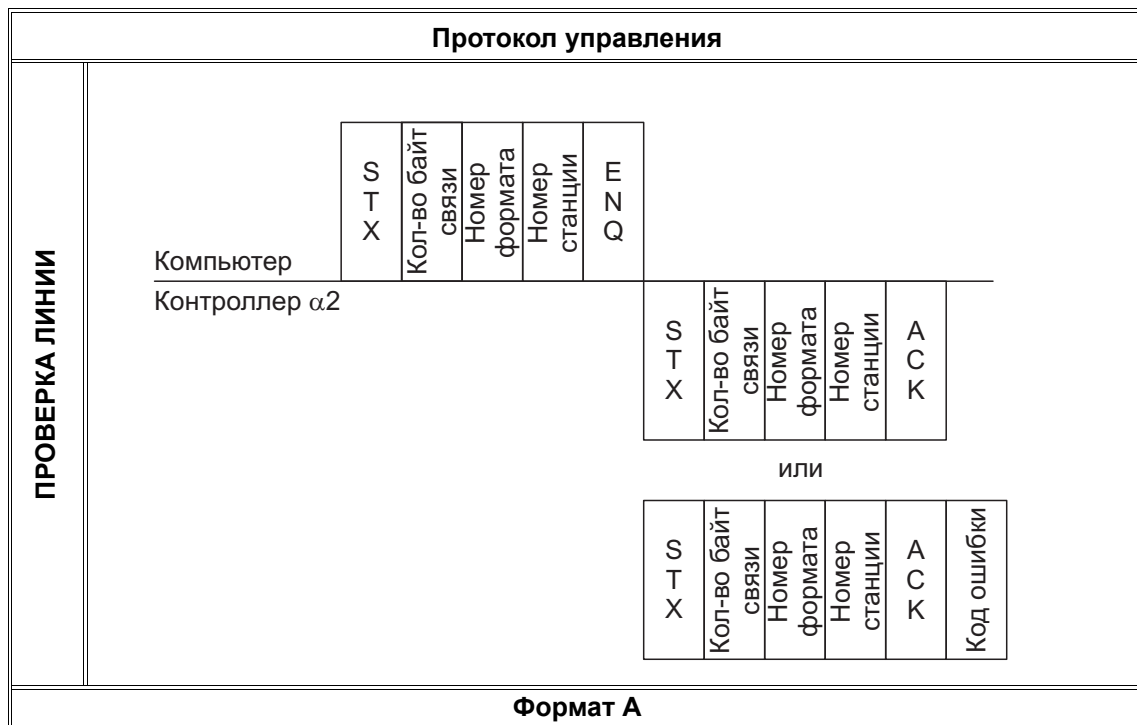 Протокол управления
ПРОВЕРКА ЛИНИИ
S
T
X
Кол-во байт
связи
Номер
формата
Номер
станции
E
N
Q
Компьютер
Контроллер α2
S
T
X
Кол-во байт
связи
Номер
формата
Номер
станции
A
C
K
или
S
T
X
Кол-во байт
связи
Номер
формата
Номер
станции
A
C
K
Код ошибки
Формат A